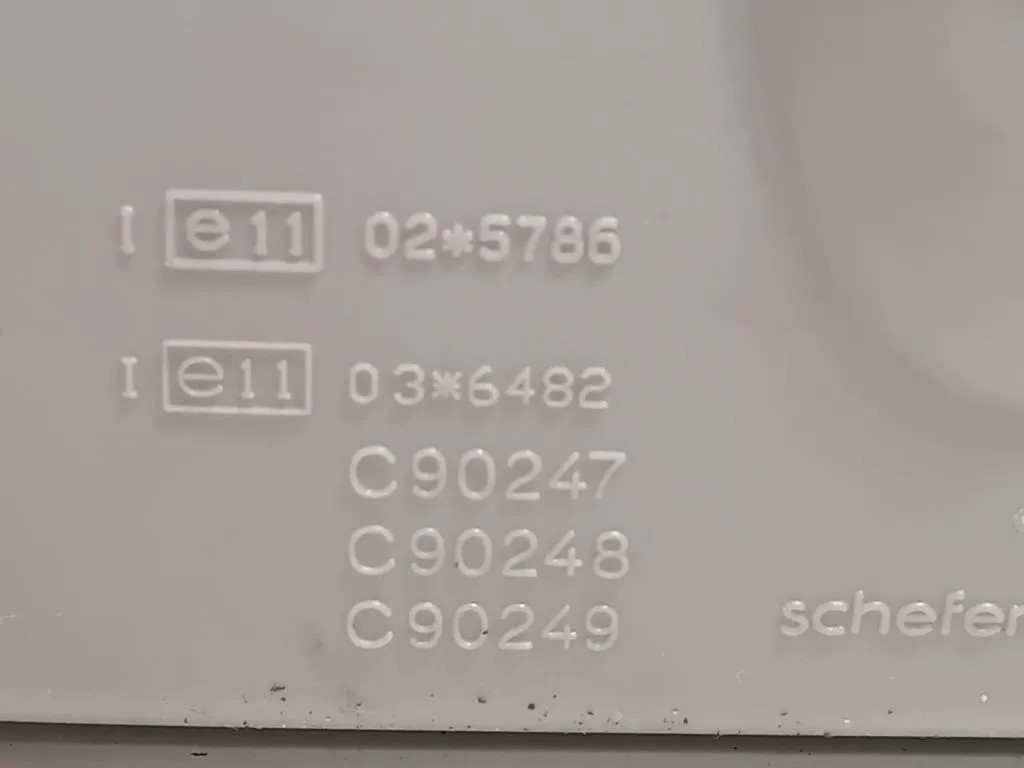 I e11 02*5786
I e11 03*6482
C90247
C90248
C90249
schefer